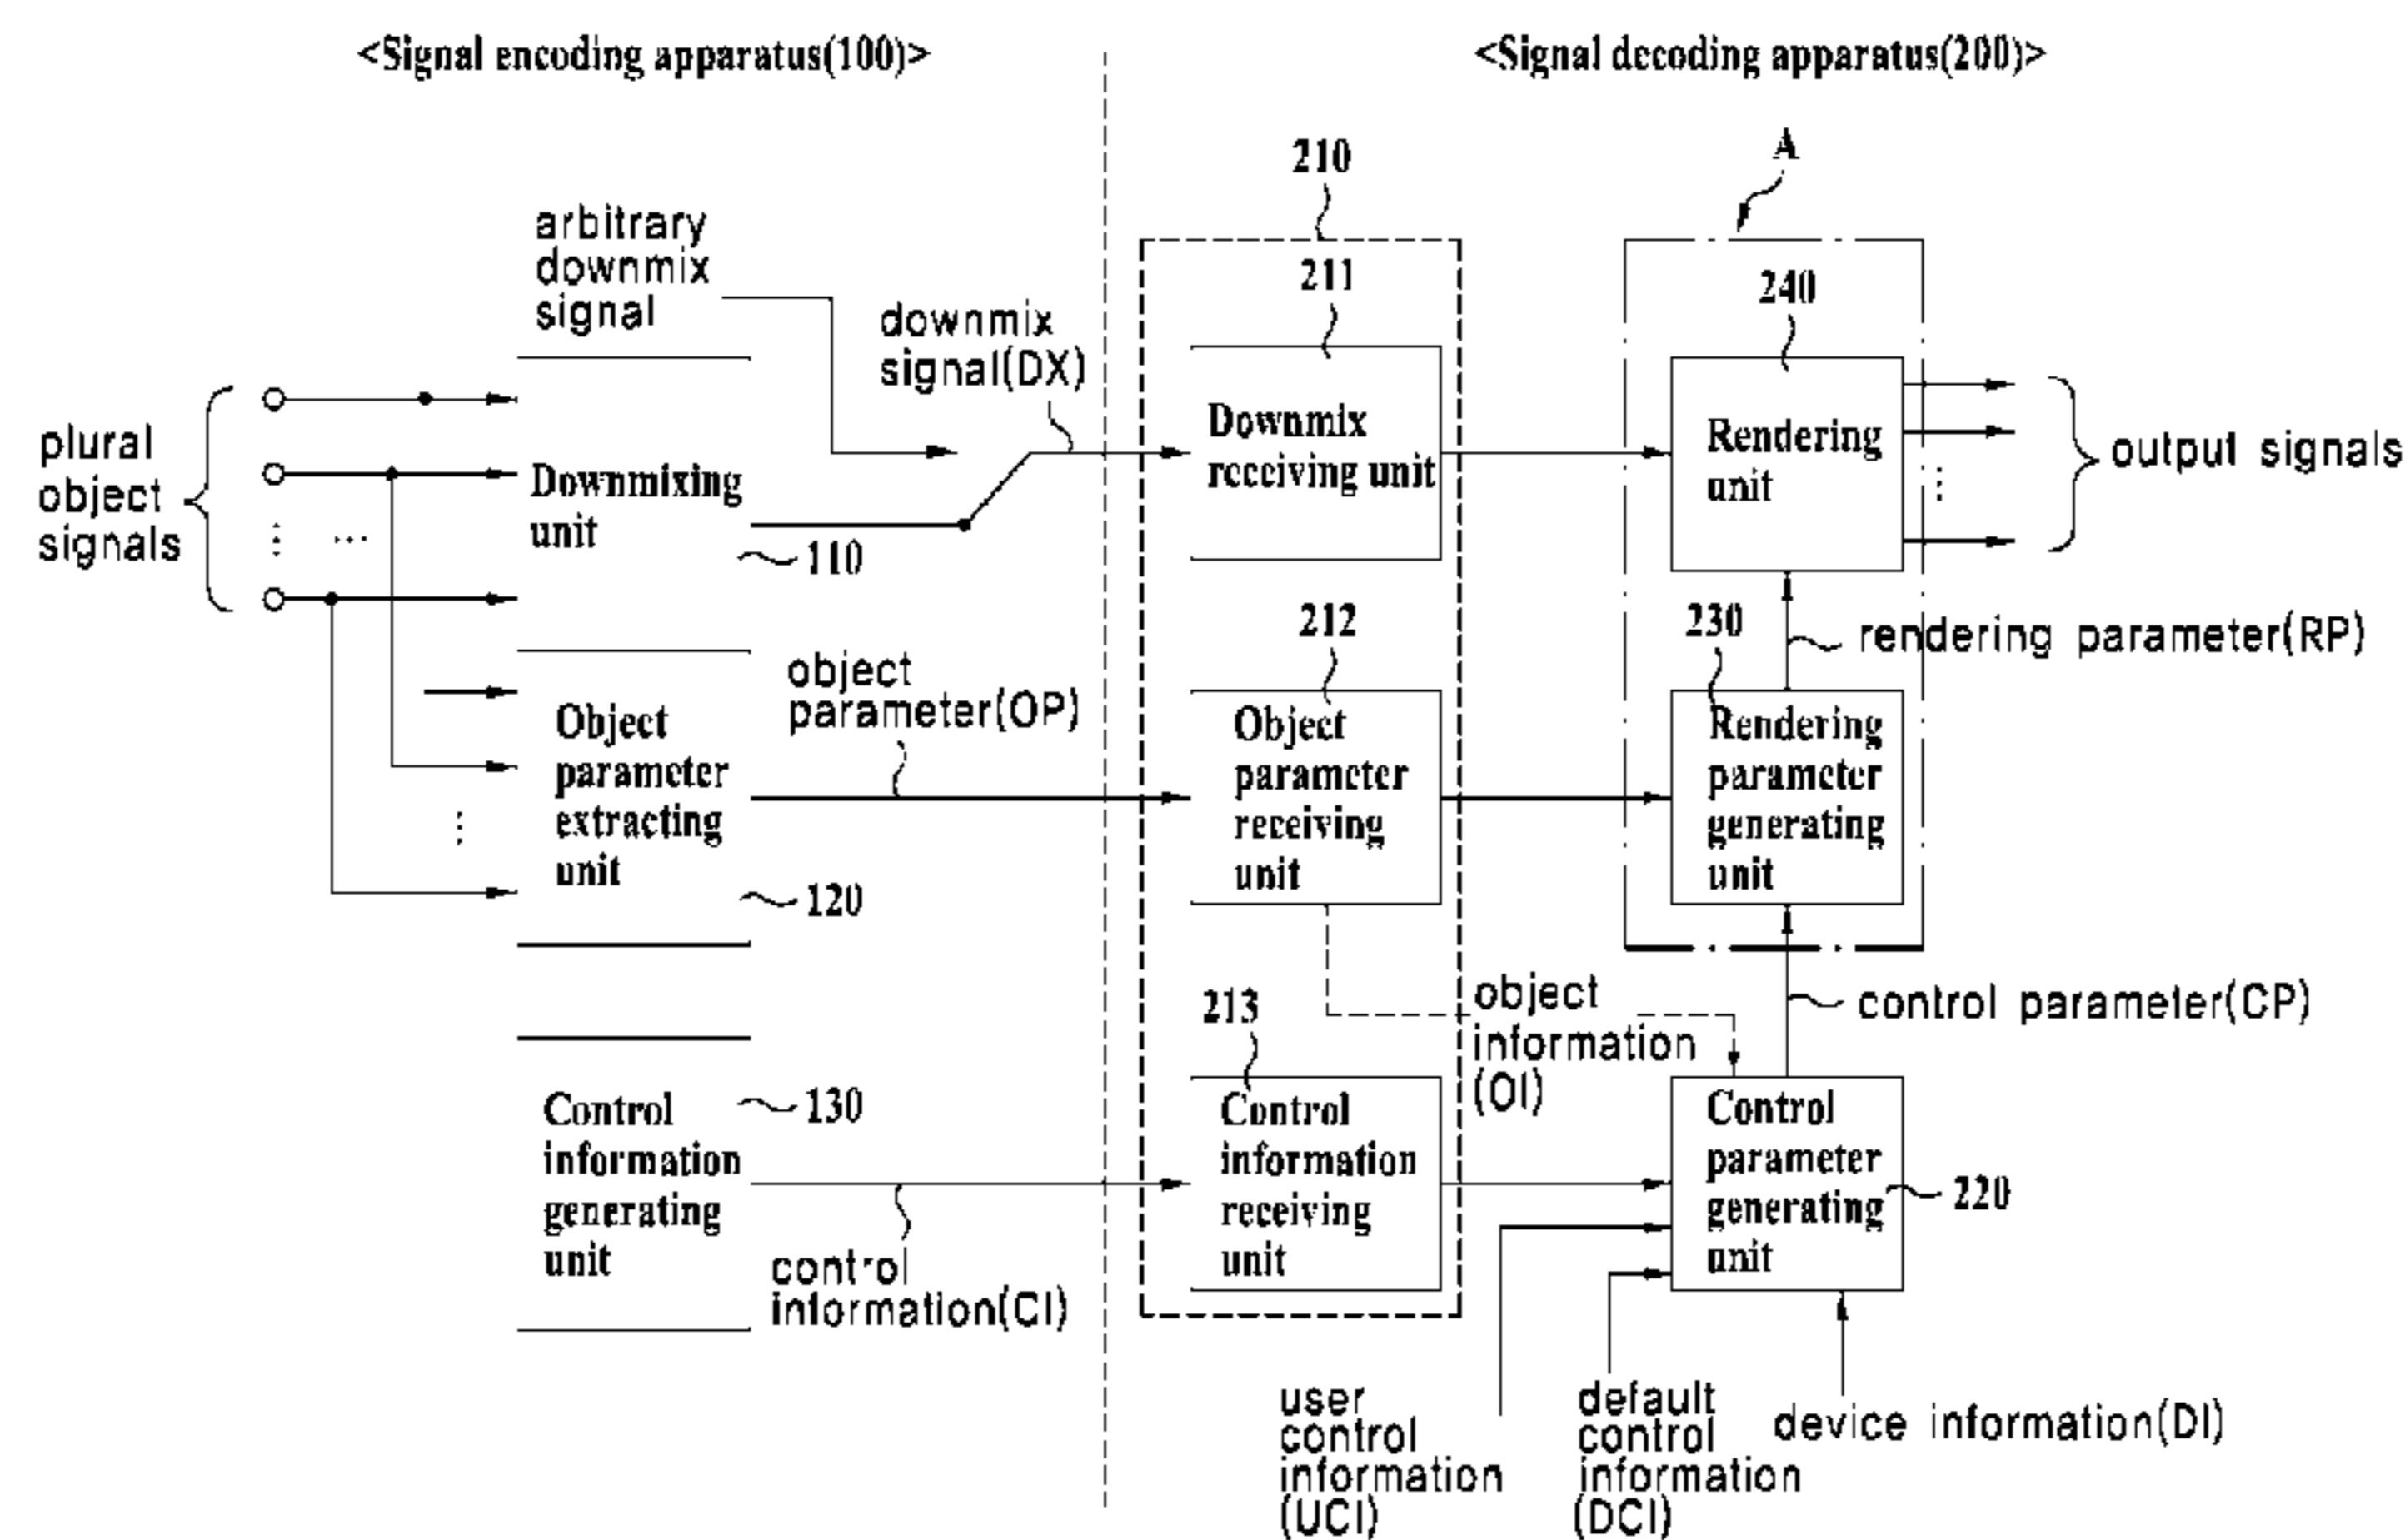 <Signal encoding apparatus(100)>
<Signal decoding apparatus(200)>
A
210
arbitrary
downmix
signal
211
240
downmix
signal(DX)
plural
object
signals
Downmixing
unit
110
Downmix
receiving unit
Rendering
unit
output signals
212
230
rendering parameter(RP)
object
parameter(OP)
Object
parameter
extracting
unit
120
Object
parameter
receiving
unit
Rendering
parameter
generating
unit
213
object
information
(OI)
control parameter(CP)
Control
information
generating
unit
130
control
information(CI)
Control
information
receiving
unit
Control
parameter
generating
unit
220
user
control
information
(UCI)
default
control
information
(DCI)
device information(DI)